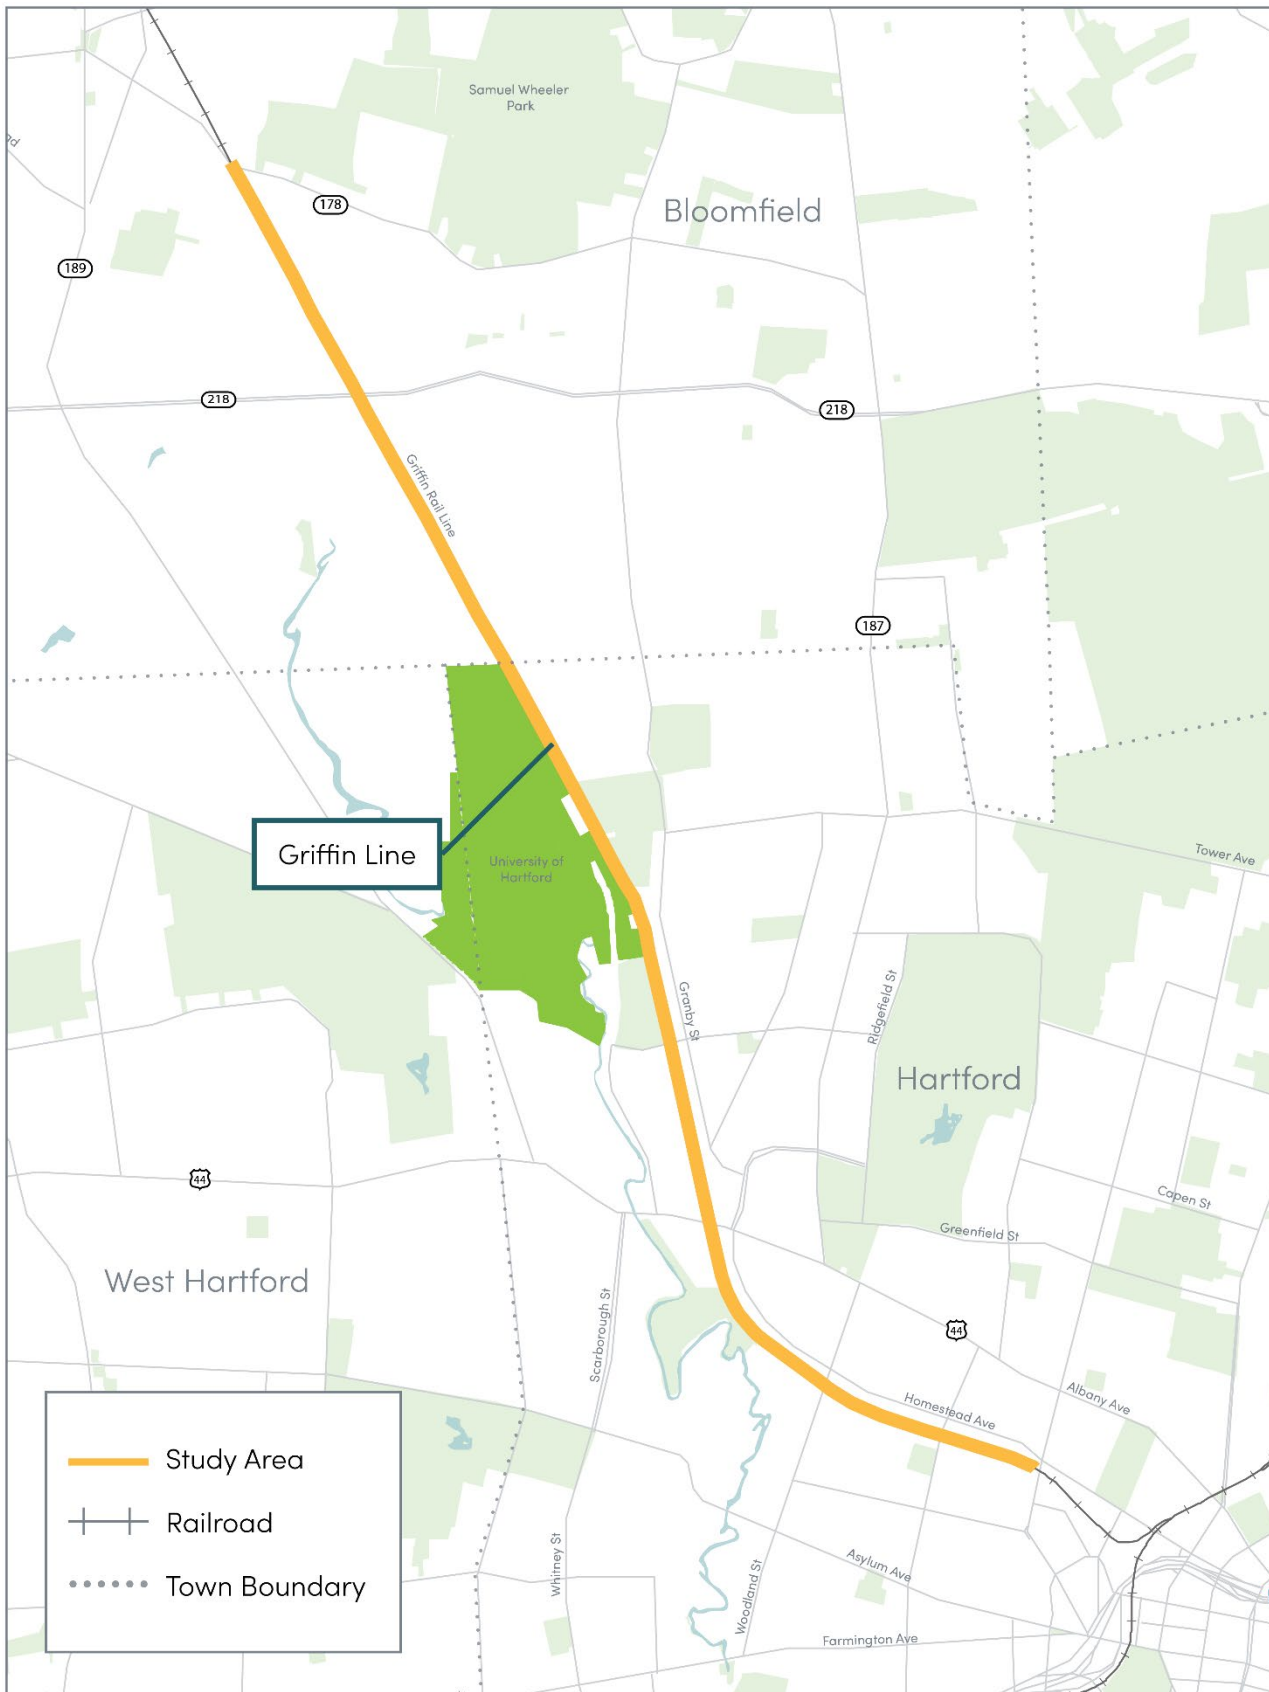 Samuel Wheeler
Park
Bloomfield
178
189
218
218
Griffin Rail Line
187
Griffin Line
University of
Hartford
Tower Ave
Granby St
Ridgefield St
Hartford
44
Capen St
Greenfield St
West Hartford
Scarborough St
44
Albany Ave
Homestead Ave
Study Area
Railroad
Town Boundary
Whitney St
Woodland St
Asylum Ave
Farmington Ave